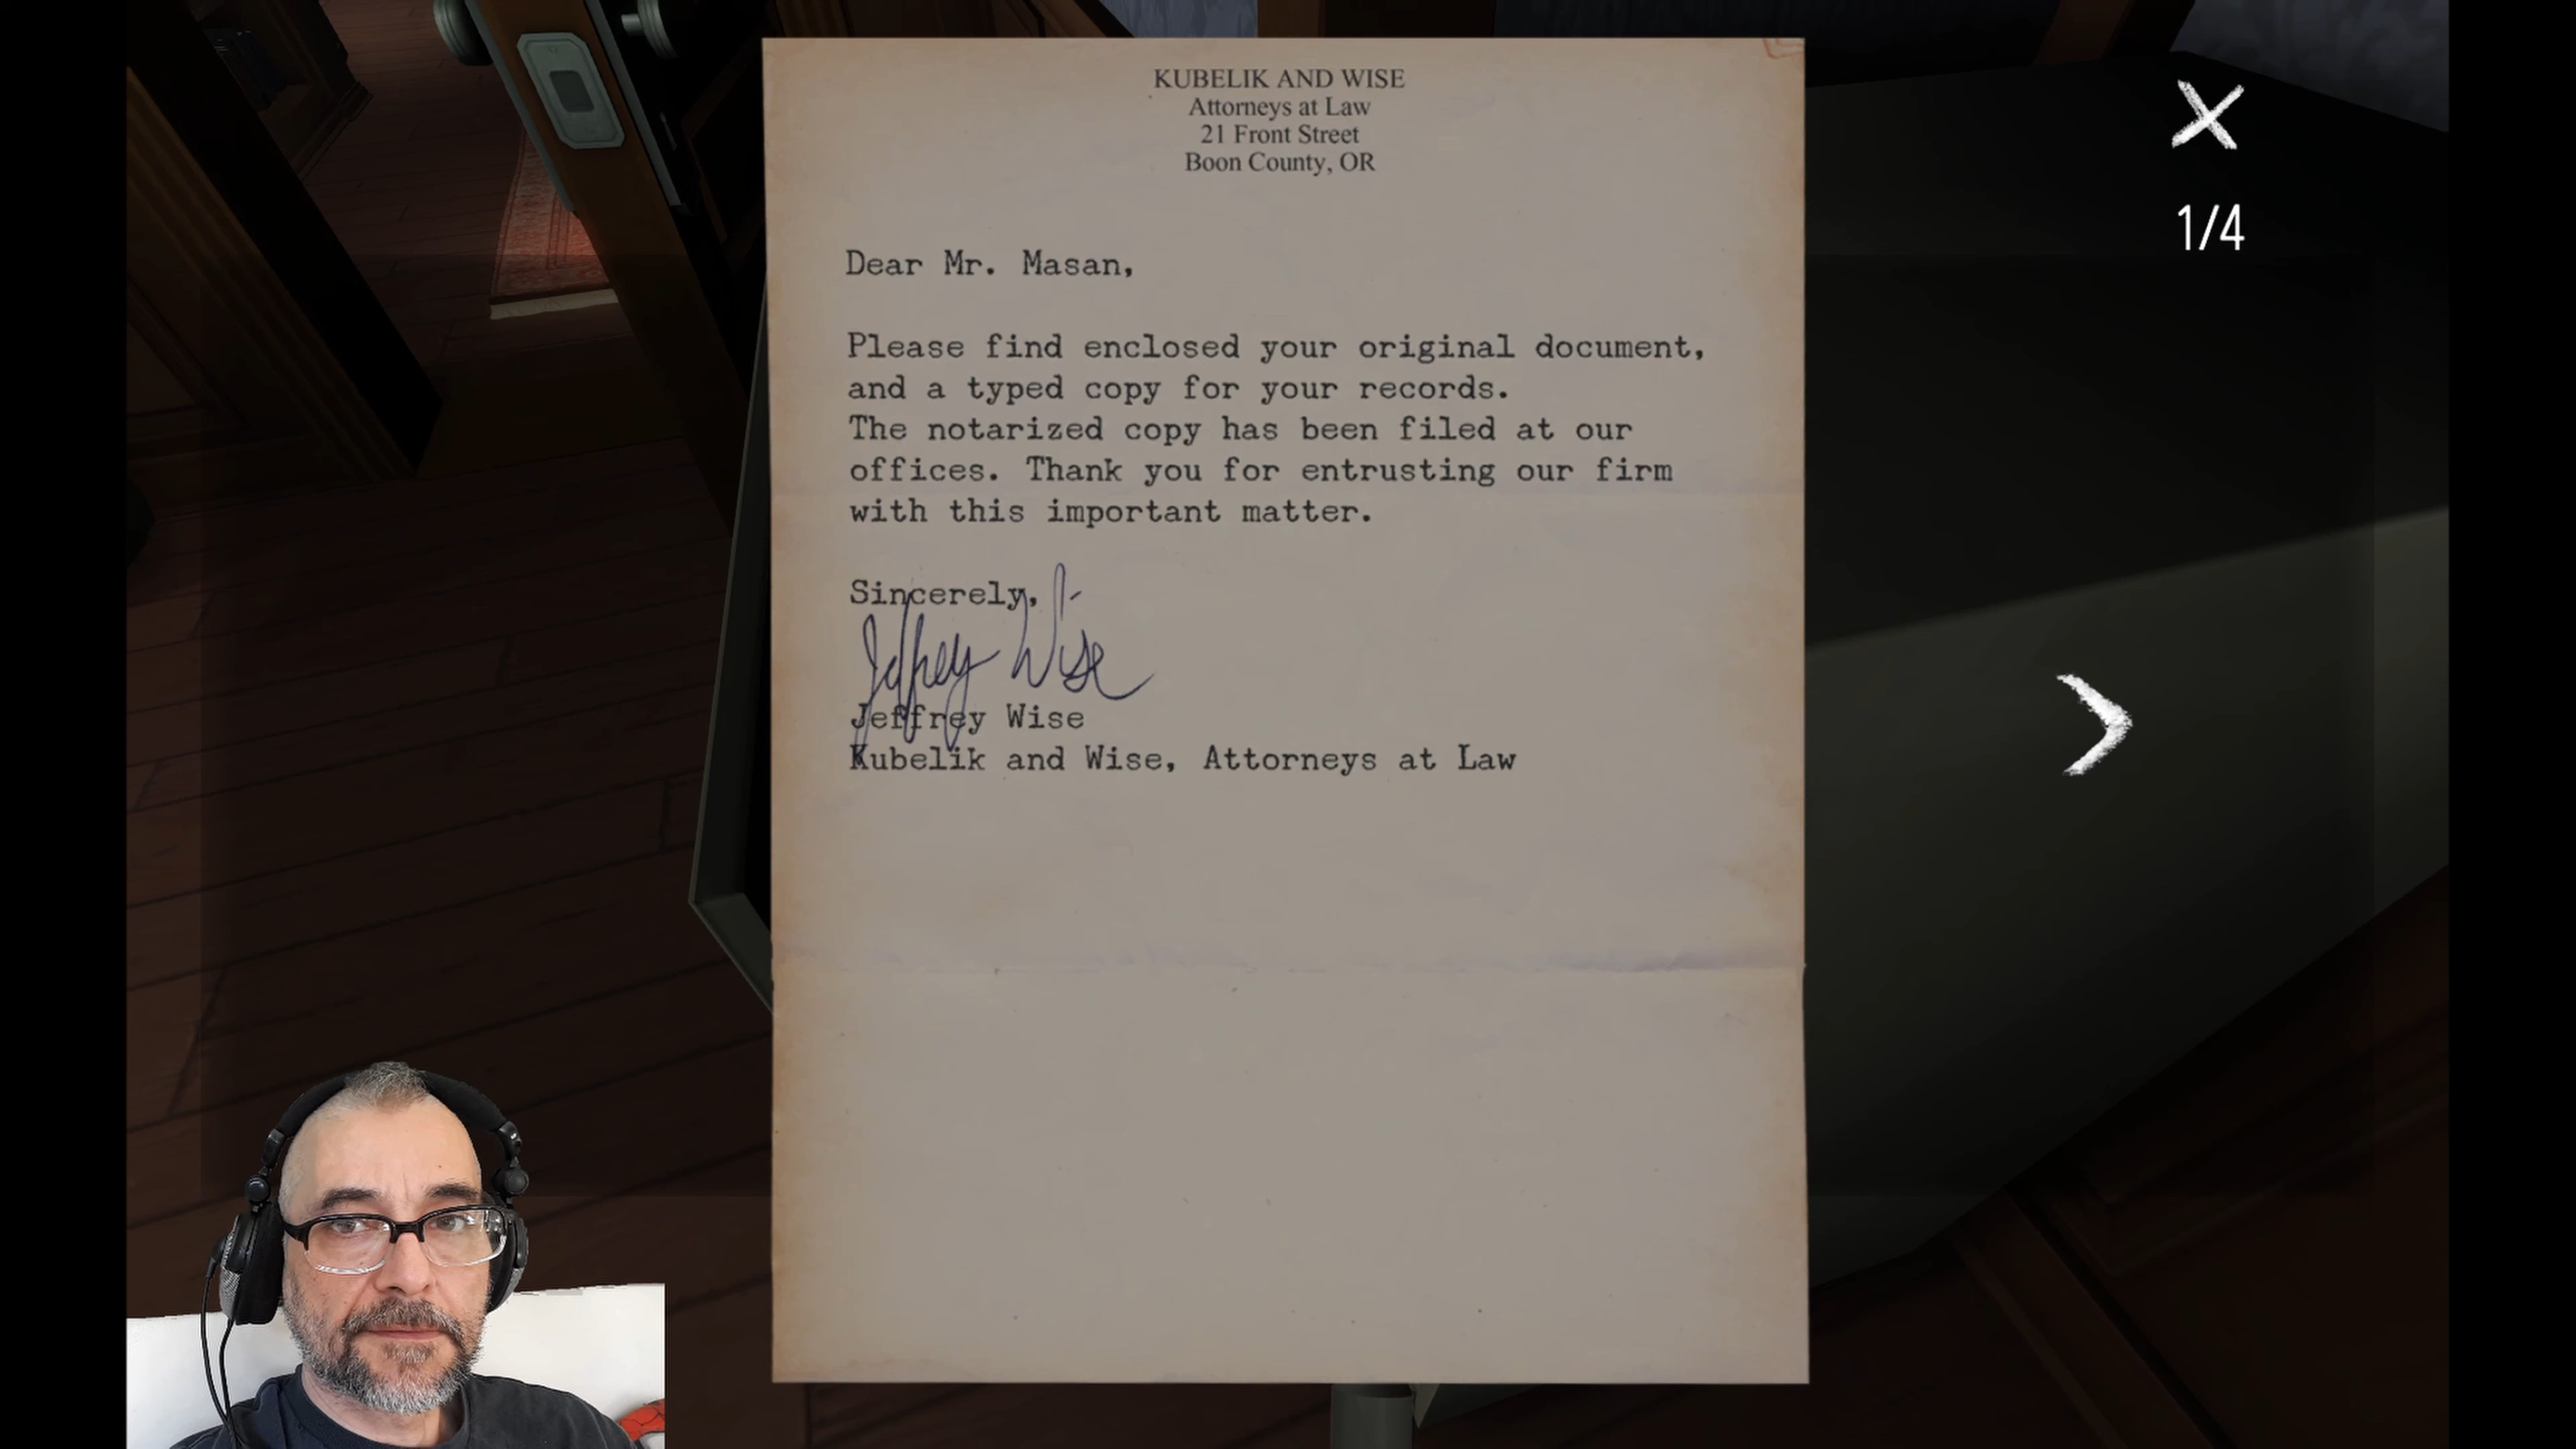 KUBELIK AND WISE
Attorneys at Law
21 Front Street
Boon County, OR
1/4
Dear Mr. Masan,
Please find enclosed your original document,
and a typed copy for your records.
The notarized copy has been filed at our
offices. Thank you for entrusting our firm
with this important matter.
Sincerely,
Jeffrey Wise
Jeffrey Wise
Kubelik and Wise, Attorneys at Law